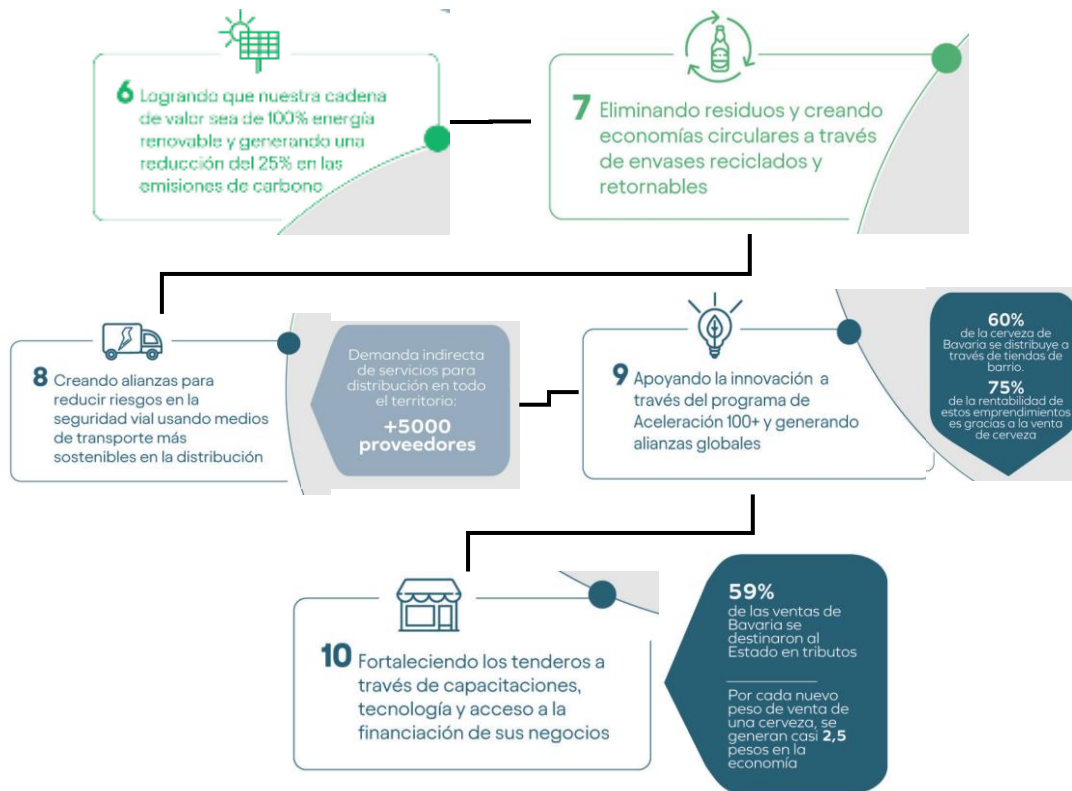 6 Logrando que nuestra cadena
de valor sea de 100% energía
renovable y generando una
reducción del 25% en las
emisiones de carbono
7 Eliminando residuos y creando
economías circulares a través
de envases reciclados y
retornables
8 Creando alianzas para
reducir riesgos en la
seguridad vial usando medios
de transporte más
sostenibles en la distribución
Demanda indirecta
de servicios para
distribución en todo
el territorio:
+5000
proveedores
9 Apoyando la innovación a
través del programa de
Aceleración 100+ y generando
alianzas globales
60%
de la cerveza de
Bavaria se distribuye a
través de tiendas de
barrio.
75%
de la rentabilidad de
estos emprendimientos
es gracias a la venta
de cerveza
10 Fortaleciendo los tenderos a
través de capacitaciones,
tecnología y acceso a la
financiación de sus negocios
59%
de las ventas de
Bavaria se
destinaron al
Estado en tributos
Por cada nuevo
peso de venta de
una cerveza, se
generan casi 2,5
pesos en la
economía